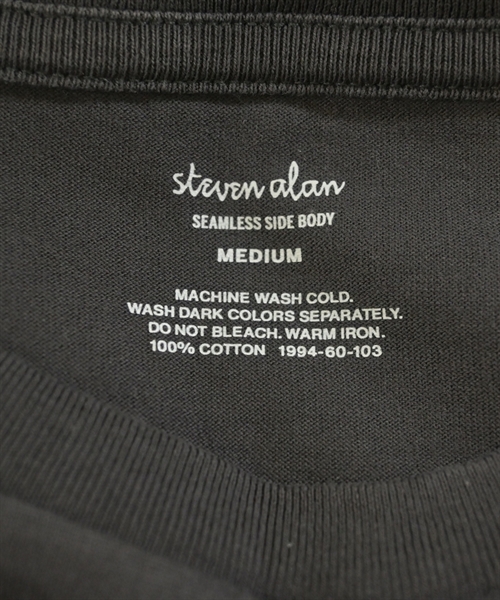 steven alan
SEAMLESS SIDE BODY
MEDIUM
MACHINE WASH COLD.
WASH DARK COLORS SEPARATELY.
DO NOT BLEACH. WARM IRON.
100% COTTON 1994-60-103